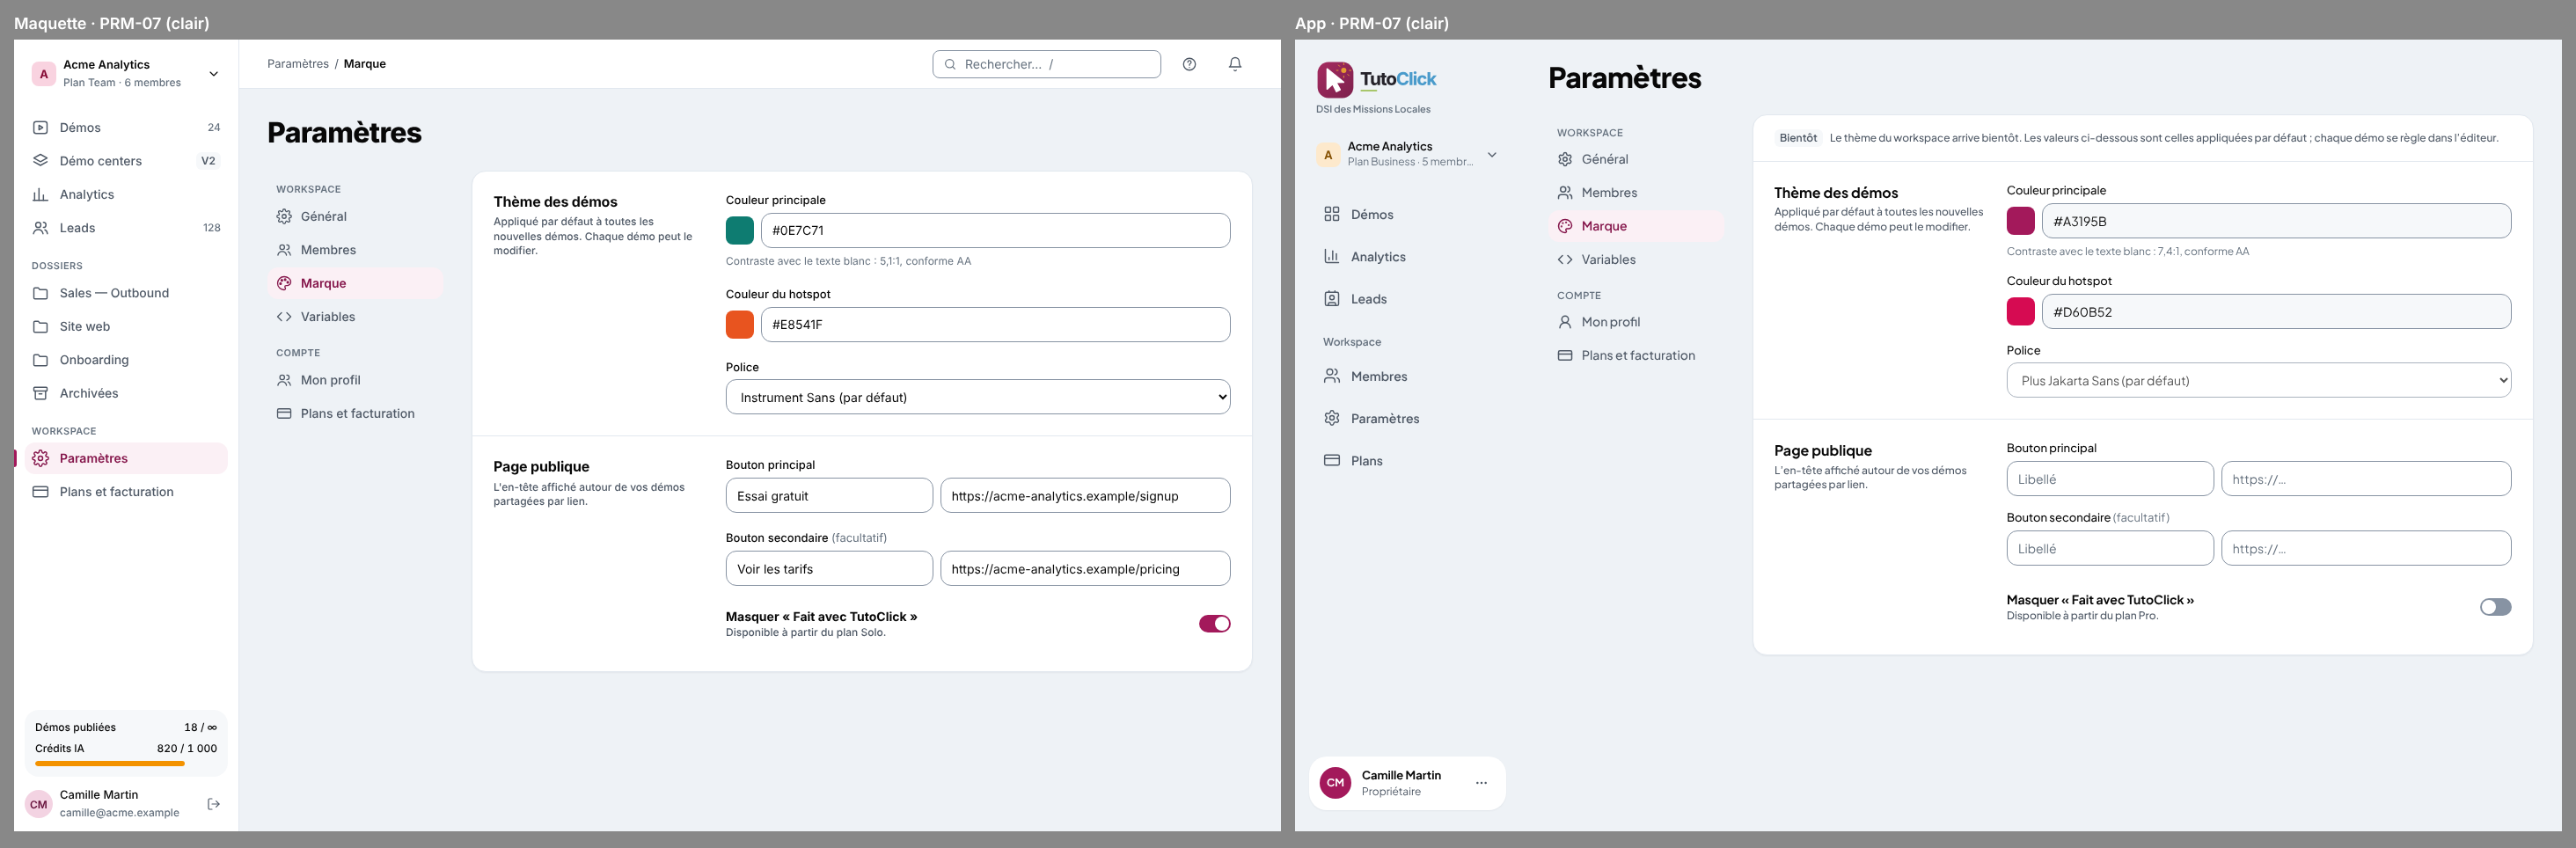 Maquette · PRM-07 (clair)
A
Acme Analytics
Plan Team · 6 membres
Démos 24
Démo centers V2
Analytics
Leads 128
DOSSIERS
Sales — Outbound
Site web
Onboarding
Archivées
WORKSPACE
Paramètres
Plans et facturation
Démos publiées 18 / ∞
Crédits IA 820 / 1 000
CM
Camille Martin
camille@acme.example
Paramètres / Marque
Rechercher... /
Paramètres
WORKSPACE
Général
Membres
Marque
Variables
COMPTE
Mon profil
Plans et facturation
Thème des démos
Appliqué par défaut à toutes les
nouvelles démos. Chaque démo peut le
modifier.
Couleur principale
#0E7C71
Contraste avec le texte blanc : 5,1:1, conforme AA
Couleur du hotspot
#E8541F
Police
Instrument Sans (par défaut)
Page publique
L'en-tête affiché autour de vos démos
partagées par lien.
Bouton principal
Essai gratuit https://acme-analytics.example/signup
Bouton secondaire (facultatif)
Voir les tarifs https://acme-analytics.example/pricing
Masquer « Fait avec TutoClick »
Disponible à partir du plan Solo.
App · PRM-07 (clair)
TutoClick
DSI des Missions Locales
A
Acme Analytics
Plan Business · 5 membr...
Démos
Analytics
Leads
Workspace
Membres
Paramètres
Plans
CM
Camille Martin
Propriétaire
Paramètres
WORKSPACE
Général
Membres
Marque
Variables
COMPTE
Mon profil
Plans et facturation
Bientôt Le thème du workspace arrive bientôt. Les valeurs ci-dessous sont celles appliquées par défaut ; chaque démo se règle dans l'éditeur.
Thème des démos
Appliqué par défaut à toutes les nouvelles
démos. Chaque démo peut le modifier.
Couleur principale
#A3195B
Contraste avec le texte blanc : 7,4:1, conforme AA
Couleur du hotspot
#D60B52
Police
Plus Jakarta Sans (par défaut)
Page publique
L'en-tête affiché autour de vos démos
partagées par lien.
Bouton principal
Libellé https://...
Bouton secondaire (facultatif)
Libellé https://...
Masquer « Fait avec TutoClick »
Disponible à partir du plan Pro.